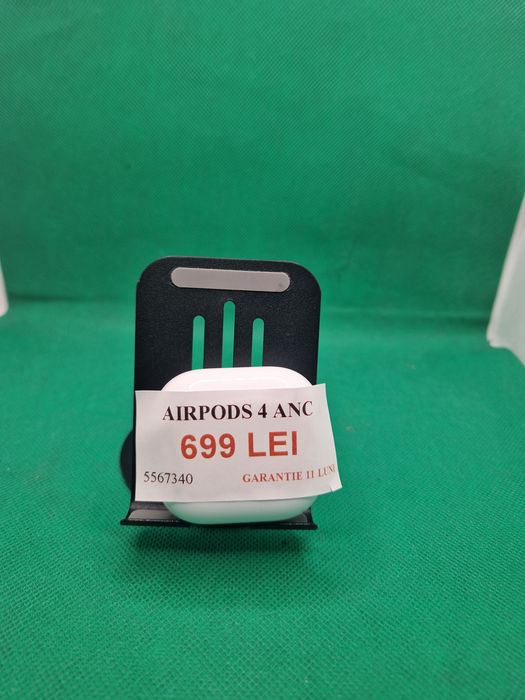 AIRPODS 4 ANC
699 LEI
5567340 GARANTIE 11 LUNI